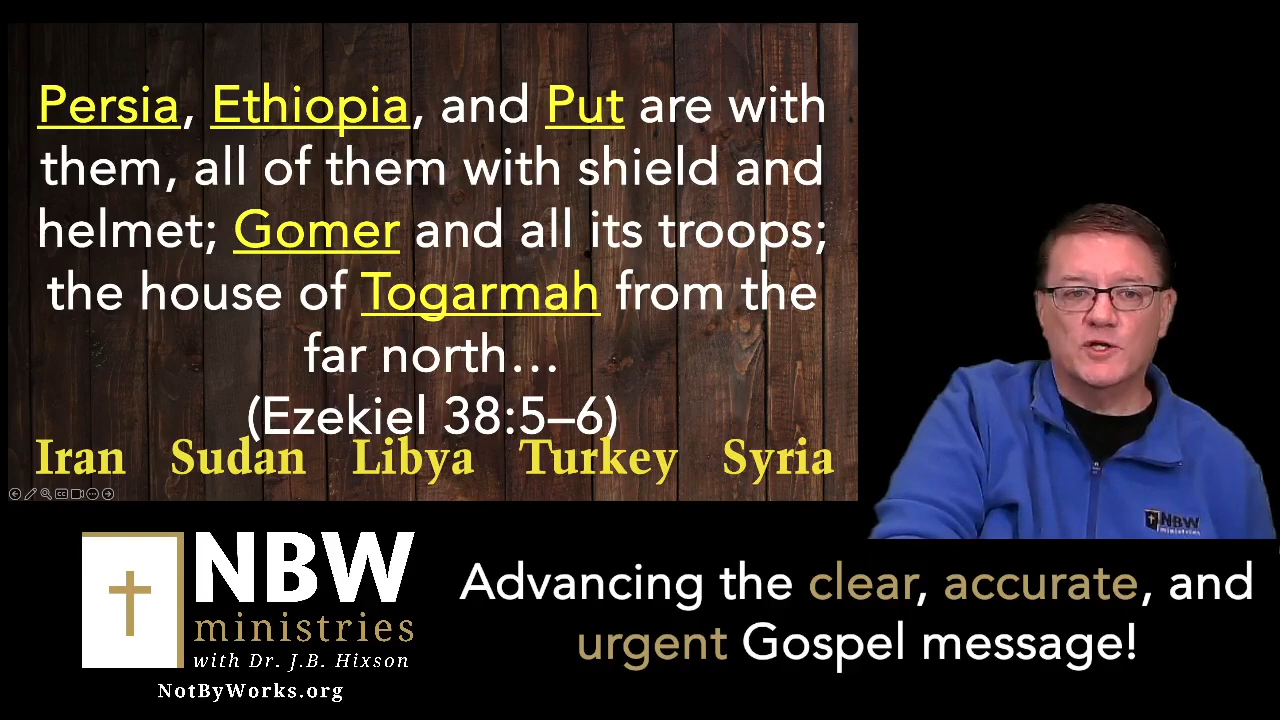 Persia, Ethiopia, and Put are with
them, all of them with shield and
helmet; Gomer and all its troops;
the house of Togarmah from the
far north…
(Ezekiel 38:5–6)
Iran Sudan Libya Turkey Syria
NBW
ministries
with Dr. J.B. Hixson
NotByWorks.org
Advancing the clear, accurate, and
urgent Gospel message!
NBW
ministries